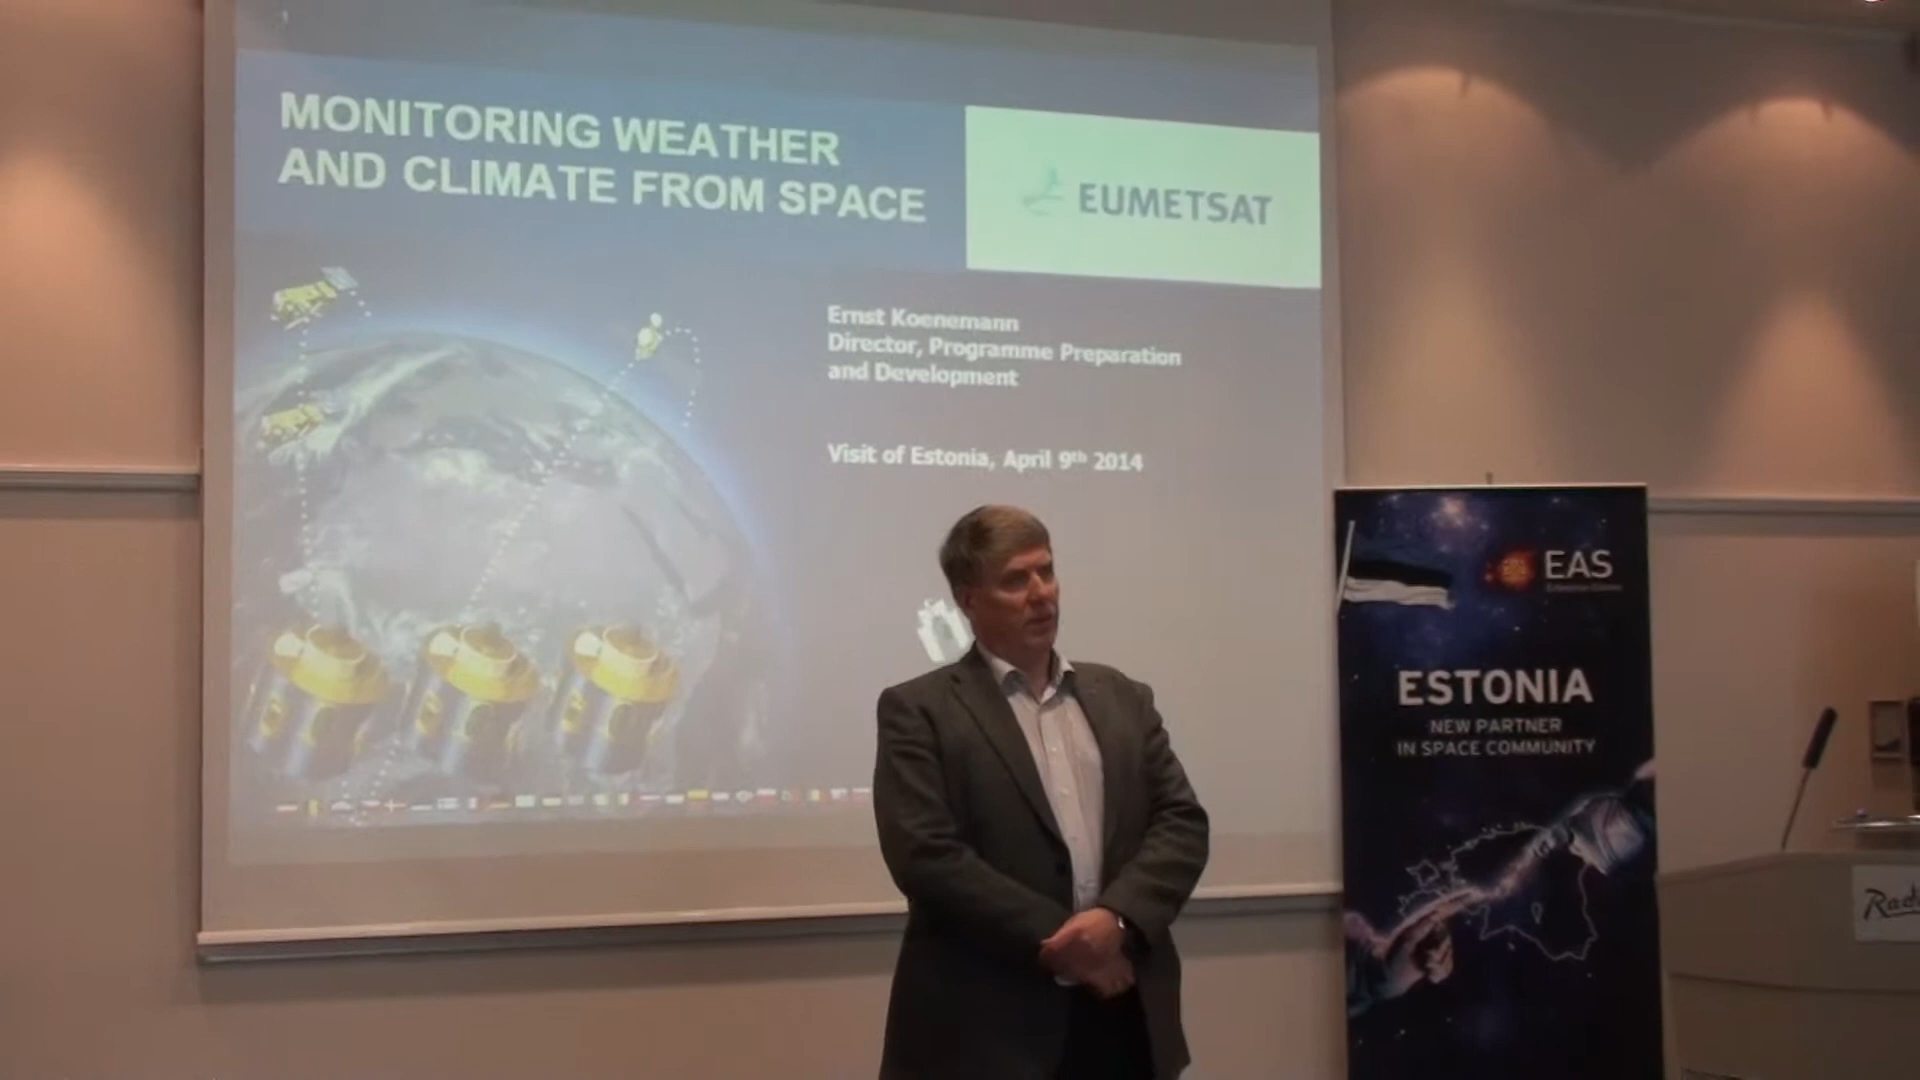 MONITORING WEATHER
AND CLIMATE FROM SPACE
EUMETSAT
Ernst Koenemann
Director, Programme Preparation
and Development
Visit of Estonia, April 9th 2014
EAS
ESTONIA
NEW PARTNER
IN SPACE COMMUNITY